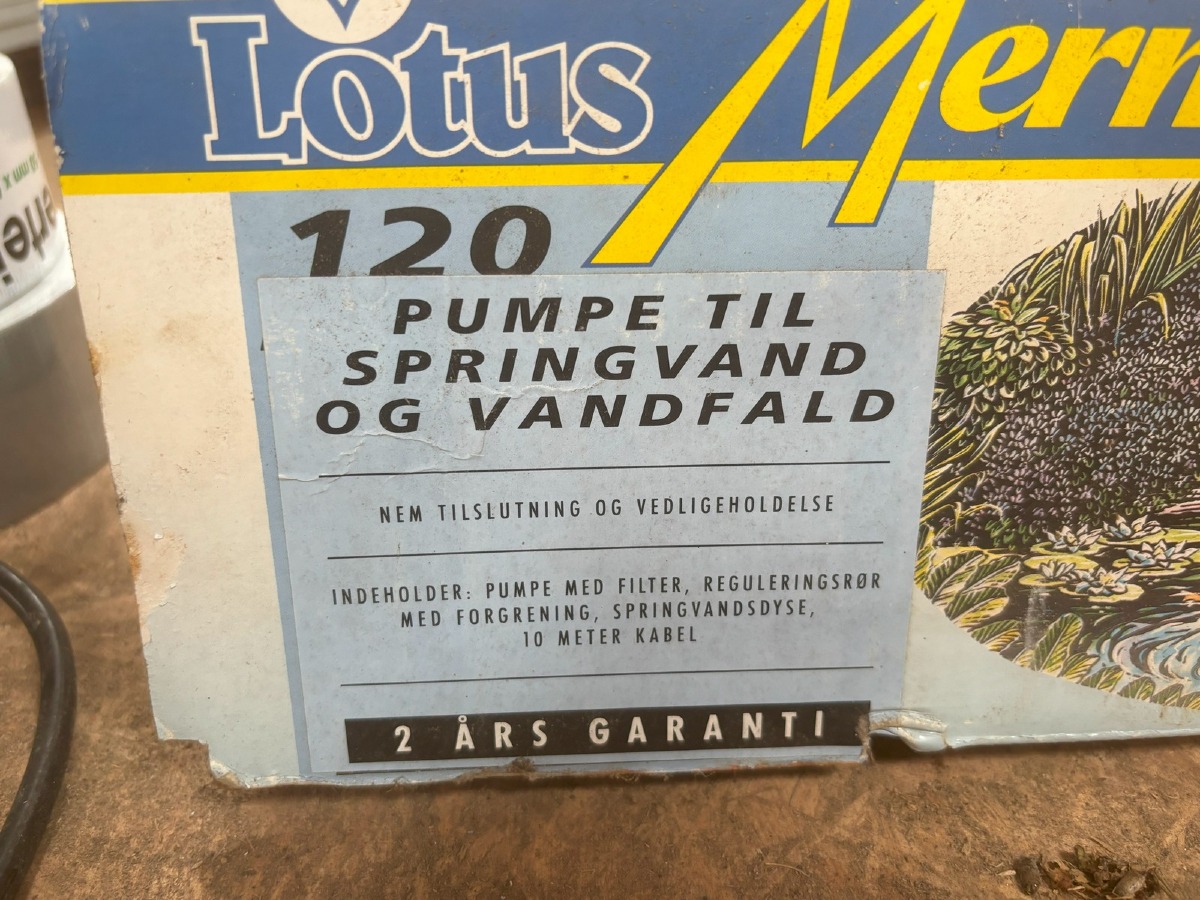 Lotus
120
PUMPE TIL
SPRINGVAND
OG VANDFALD
NEM TILSLUTNING OG VEDLIGEHOLDELSE
INDEHOLDER: PUMPE MED FILTER, REGULERINGSRØR
MED FORGRENING, SPRINGVANDSDYSE,
10 METER KABEL
2 ÅRS GARANTI